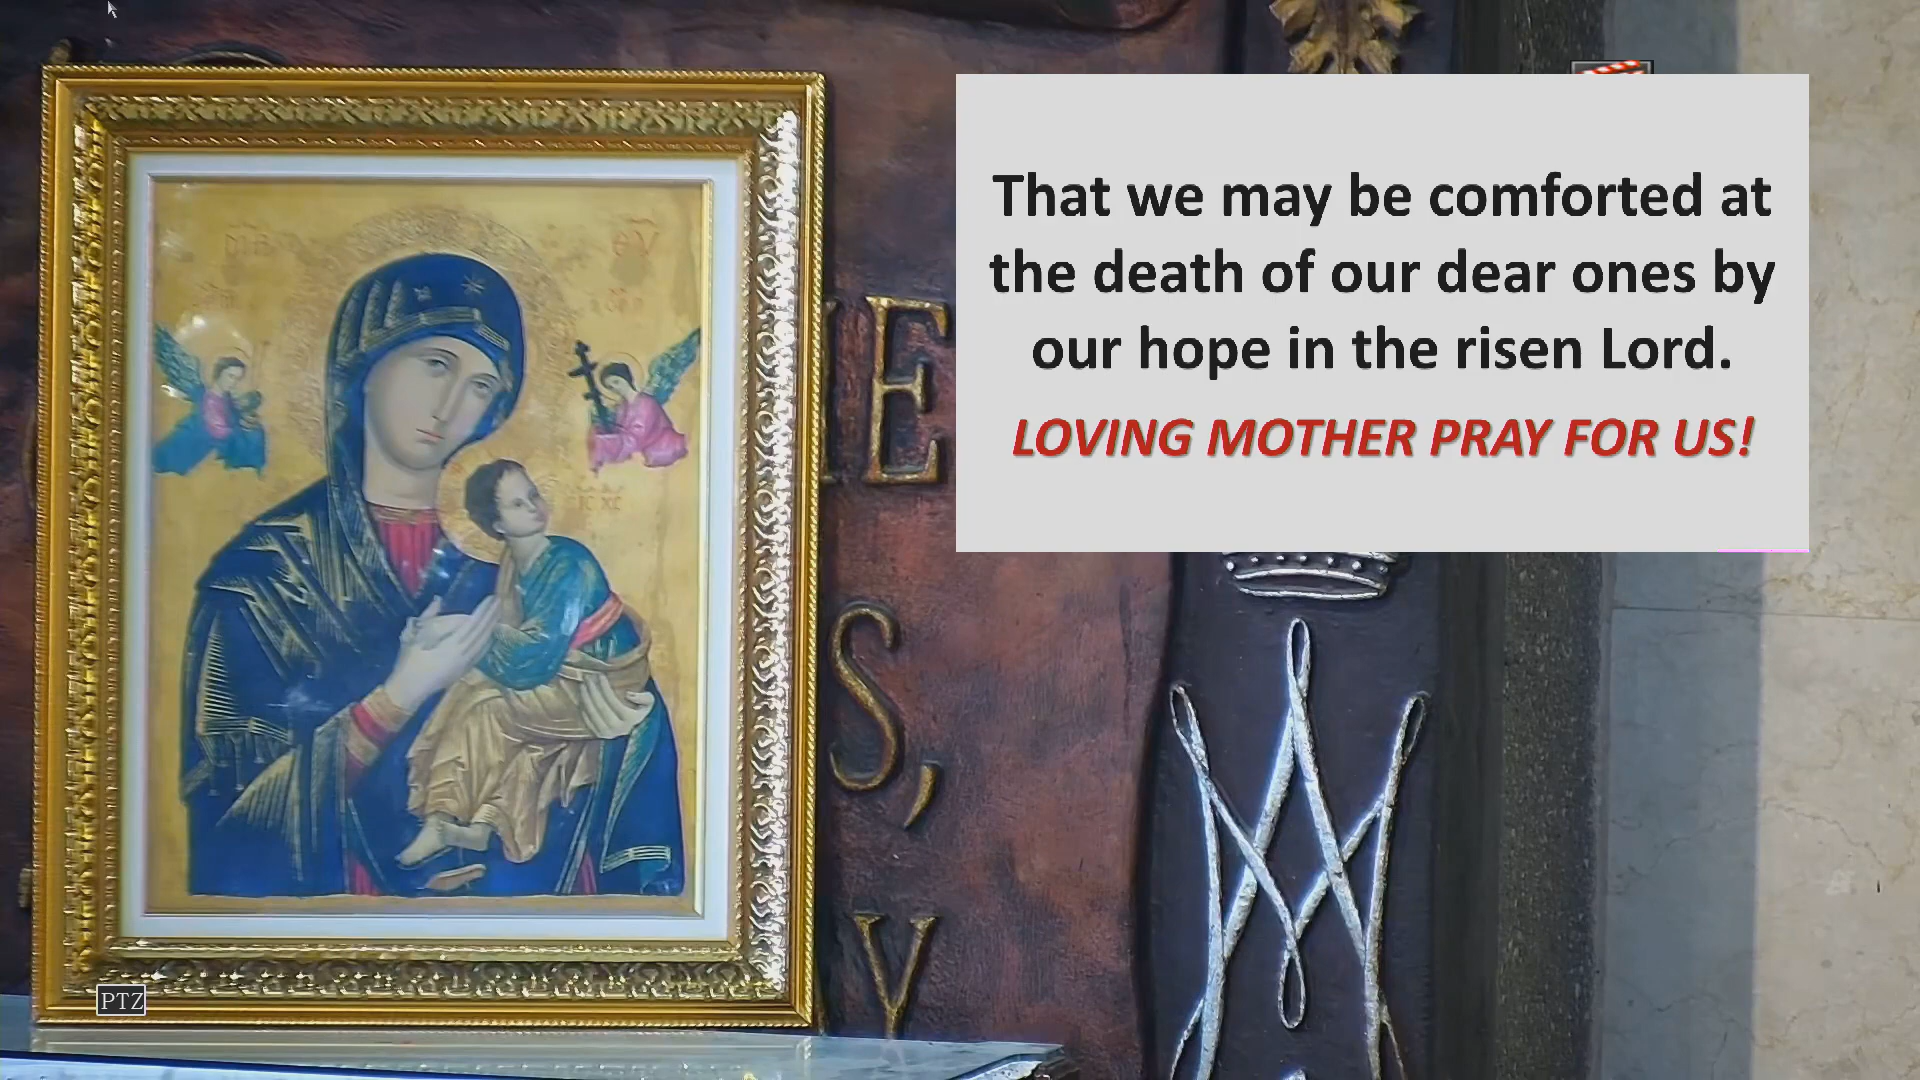 That we may be comforted at
the death of our dear ones by
our hope in the risen Lord.
LOVING MOTHER PRAY FOR US!
E
S,
Y
PTZ